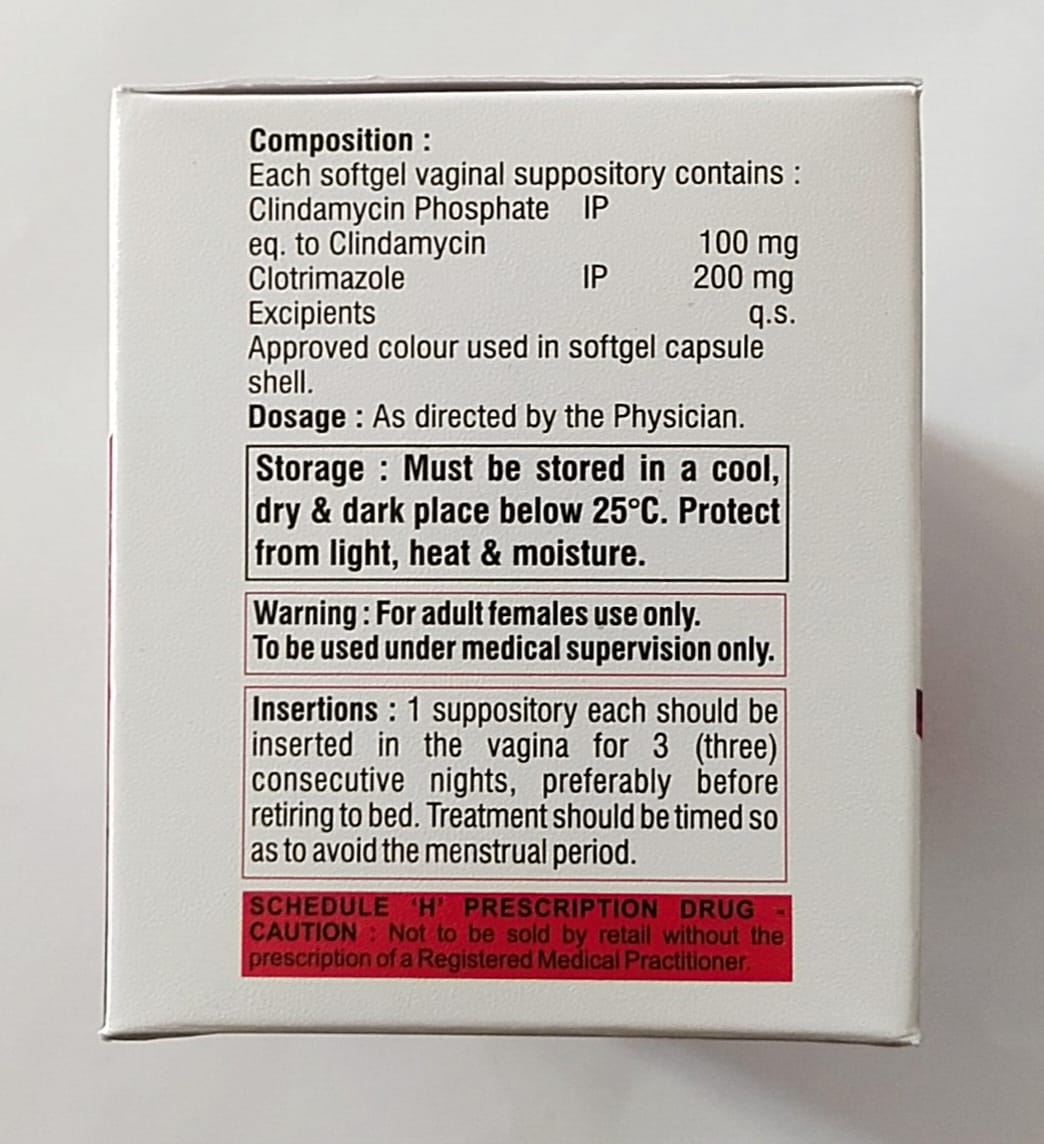 Composition :
Each softgel vaginal suppository contains :
Clindamycin Phosphate IP
eq. to Clindamycin 100 mg
Clotrimazole IP 200 mg
Excipients q.s.
Approved colour used in softgel capsule
shell.
Dosage : As directed by the Physician.
Storage : Must be stored in a cool,
dry & dark place below 25°C. Protect
from light, heat & moisture.
Warning : For adult females use only.
To be used under medical supervision only.
Insertions : 1 suppository each should be
inserted in the vagina for 3 (three)
consecutive nights, preferably before
retiring to bed. Treatment should be timed so
as to avoid the menstrual period.
SCHEDULE 'H' PRESCRIPTION DRUG -
CAUTION : Not to be sold by retail without the
prescription of a Registered Medical Practitioner.